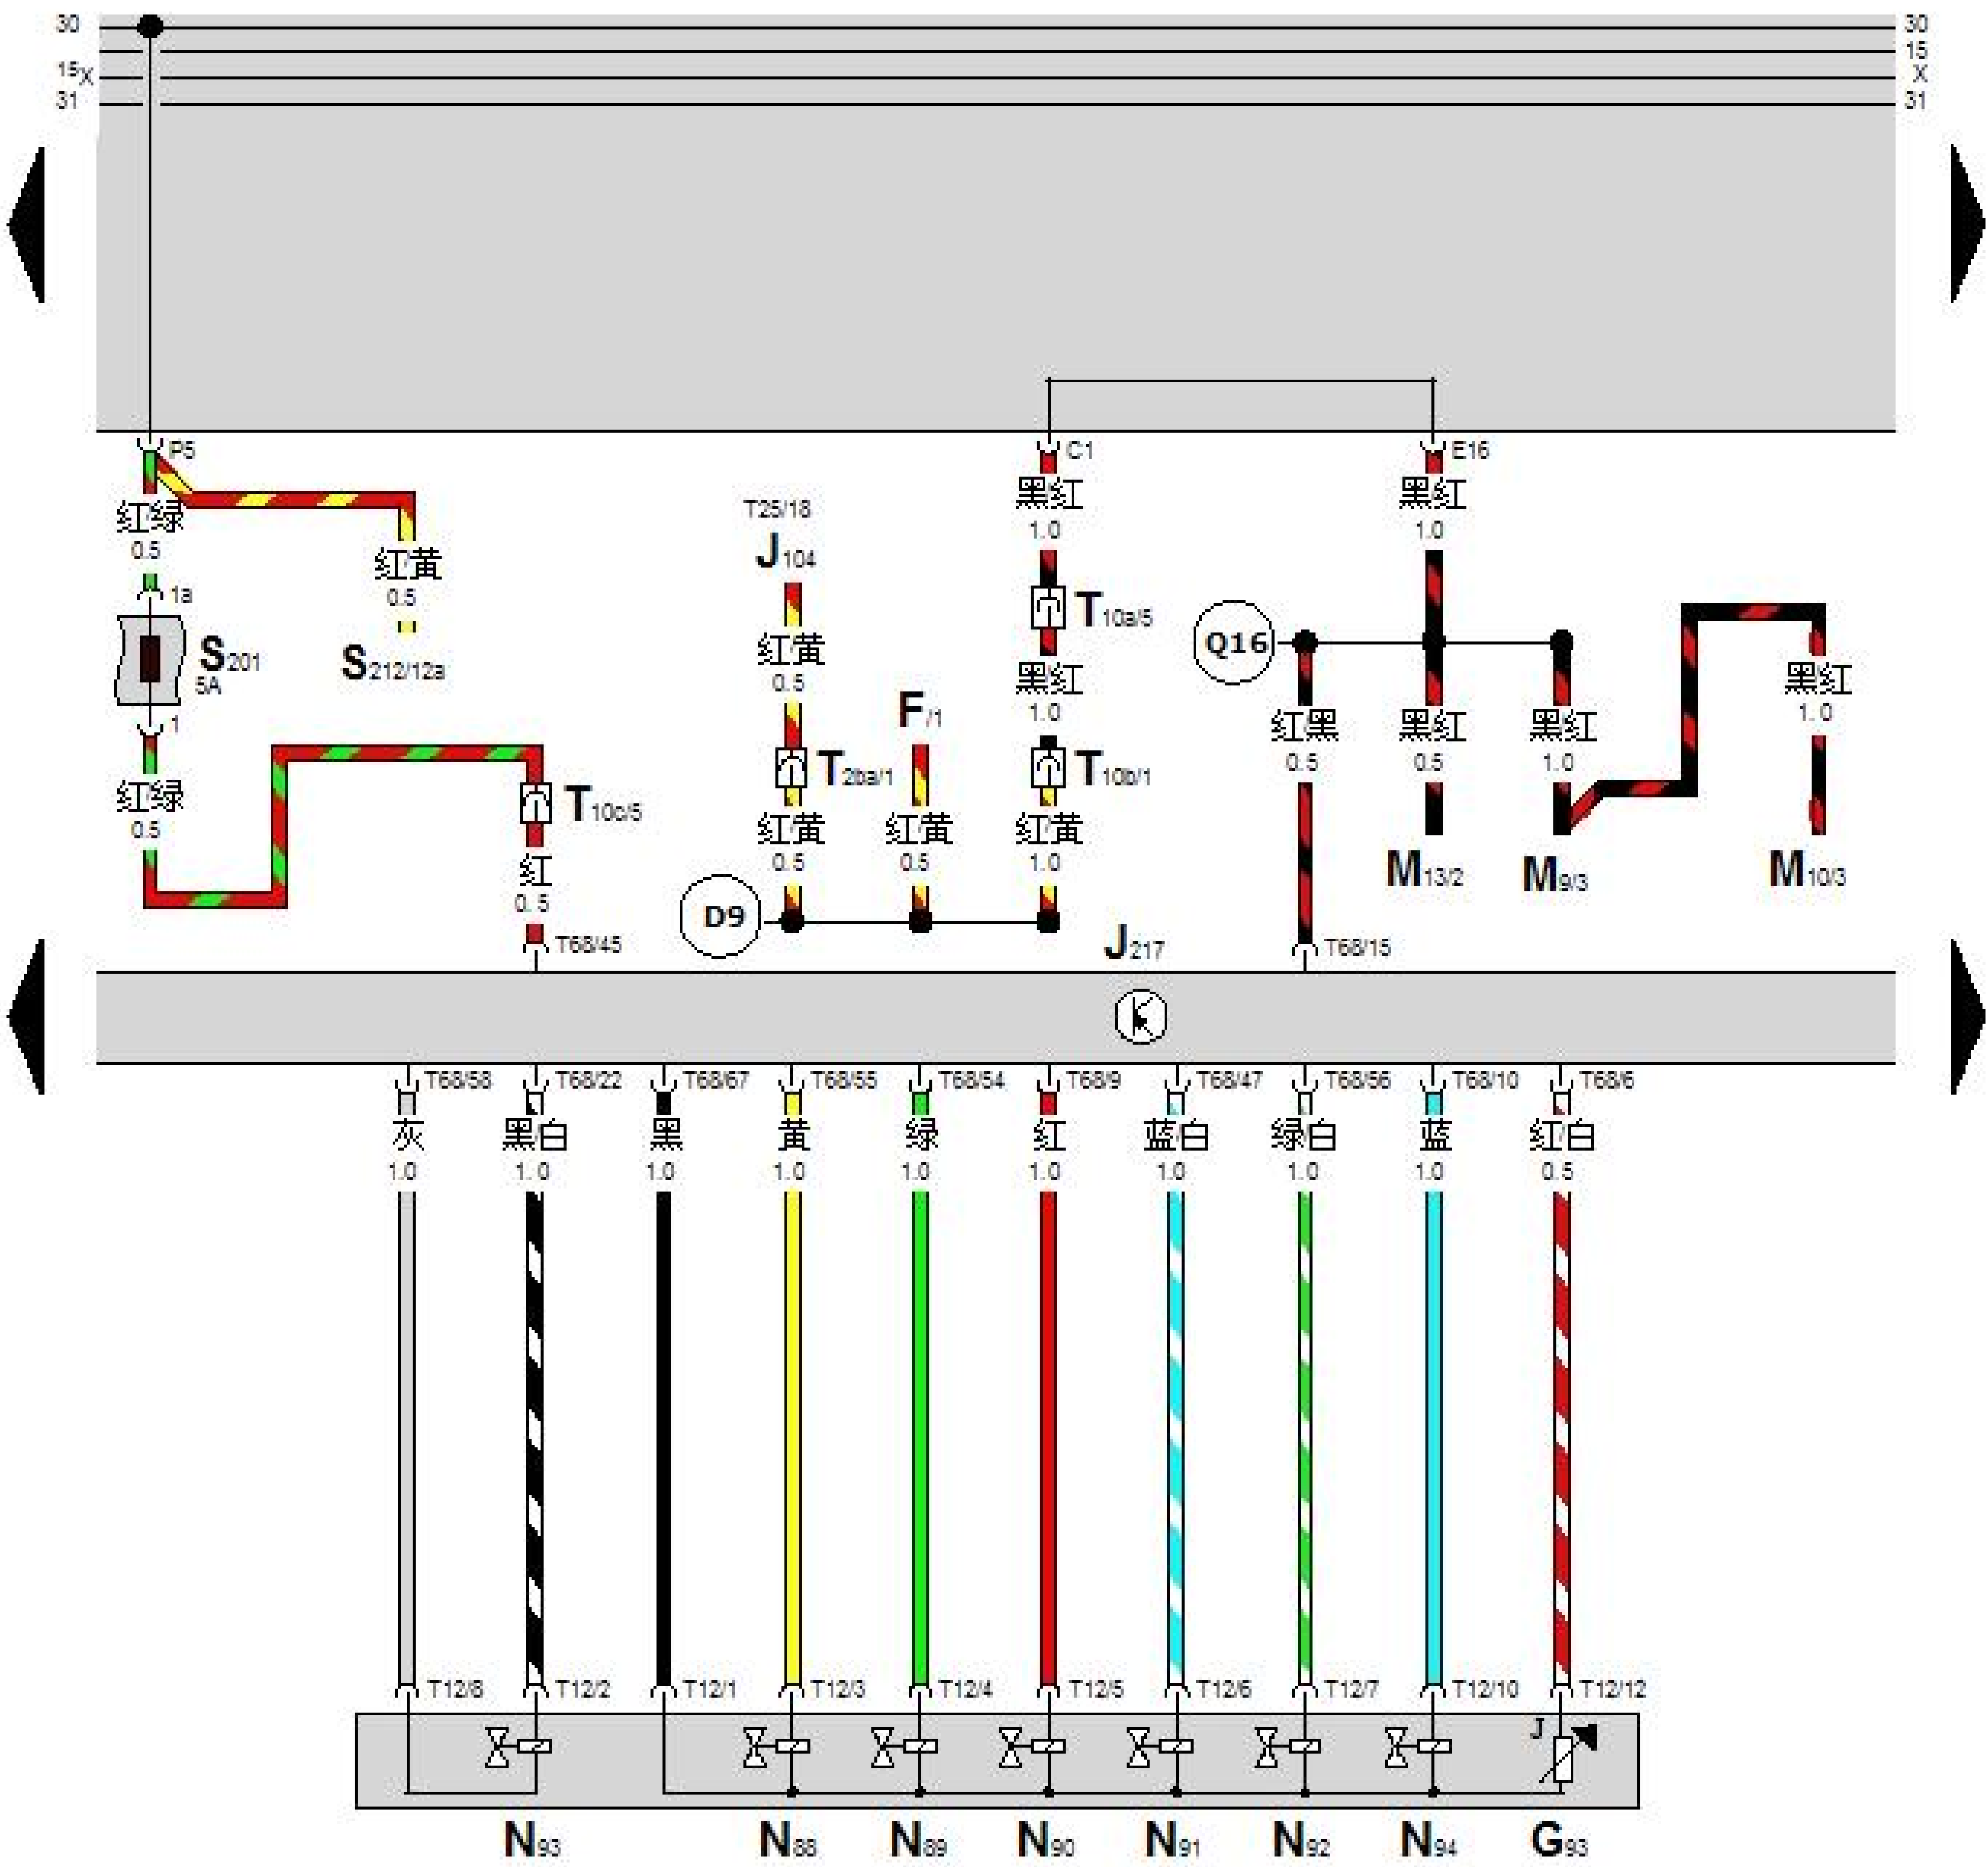 30 30
15 15
15X X
31 31
P5 C1 E16
红/绿
0.5
红/黄
0.5
S212/12a
1a
S201
5A
1
红/绿
0.5
T10c/5
红
0.5
T68/45
T25/18
J104
红/黄
0.5
T2ba/1
红/黄
0.5
F/1
红/黄
0.5
黑/红
1.0
T10a/5
黑/红
1.0
T10b/1
红/黄
1.0
D9
J217
黑/红
1.0
Q16
红/黑
0.5
T68/15
黑/红
0.5
M13/2
黑/红
1.0
M9/3
黑/红
1.0
M10/3
T68/58 T68/22 T68/67 T68/55 T68/54 T68/9 T68/47 T68/56 T68/10 T68/6
灰 黑/白 黑 黄 绿 红 蓝/白 绿/白 蓝 红/白
1.0 1.0 1.0 1.0 1.0 1.0 1.0 1.0 1.0 0.5
T12/8 T12/2 T12/1 T12/3 T12/4 T12/5 T12/6 T12/7 T12/10 T12/12
J
N93 N88 N89 N90 N91 N92 N94 G93